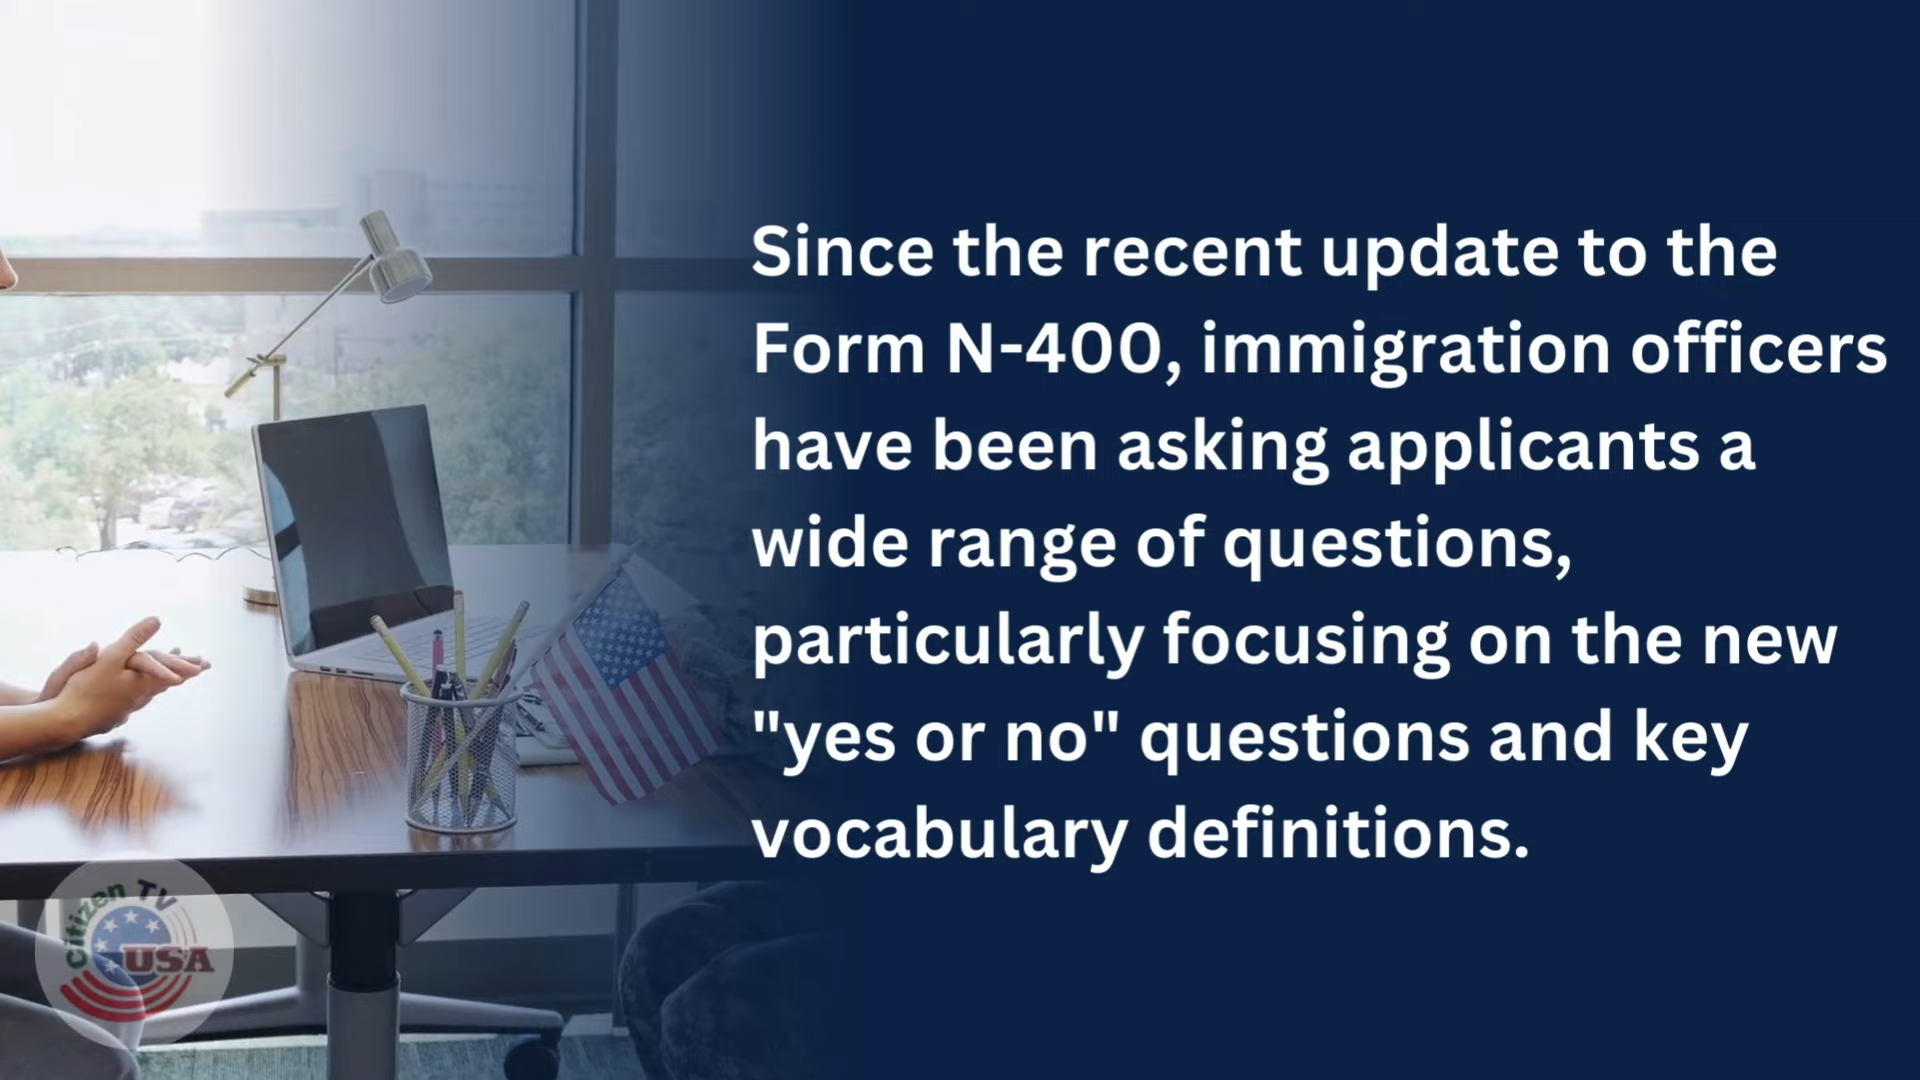 Since the recent update to the
Form N-400, immigration officers
have been asking applicants a
wide range of questions,
particularly focusing on the new
"yes or no" questions and key
vocabulary definitions.
Citizen TV
USA